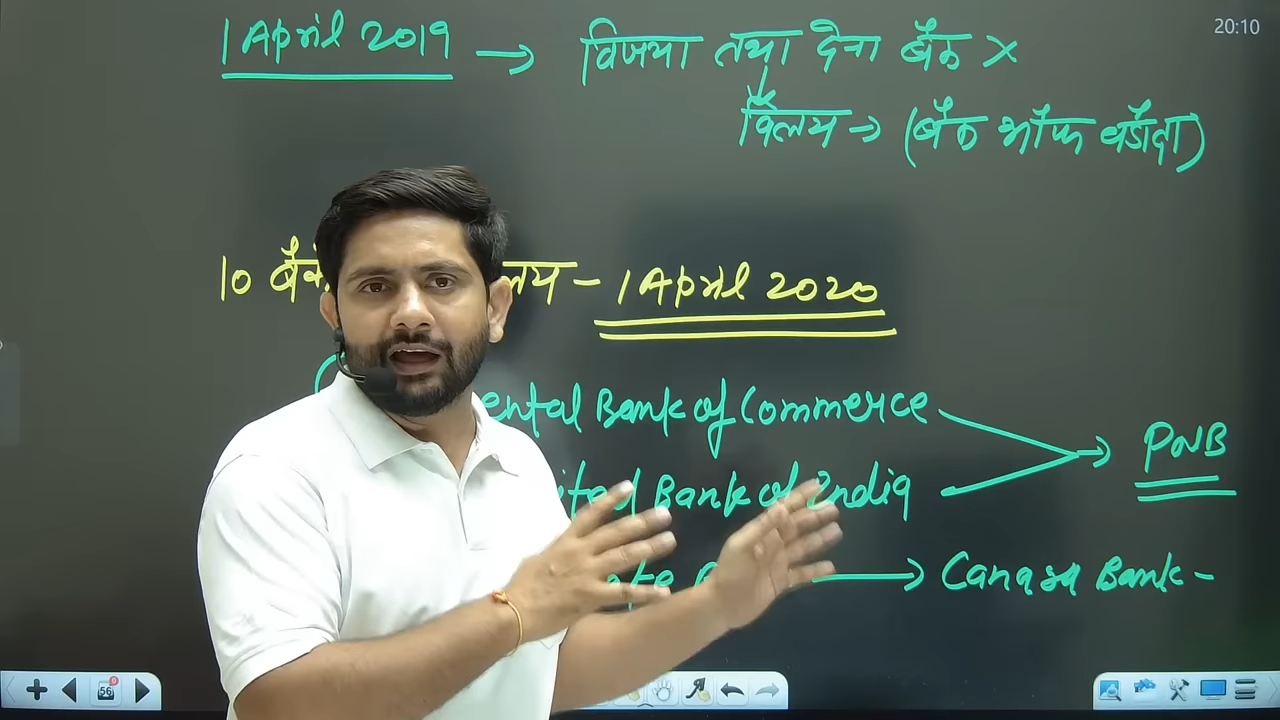 20:10
1 April 2019 → विजया तथा देना बैंक ×
विलय → (बैंक ऑफ बडौदा)
10 लय - 1 April 2020
ental Bank of Commerce
PNB
ited Bank of India
Canara Bank -
56